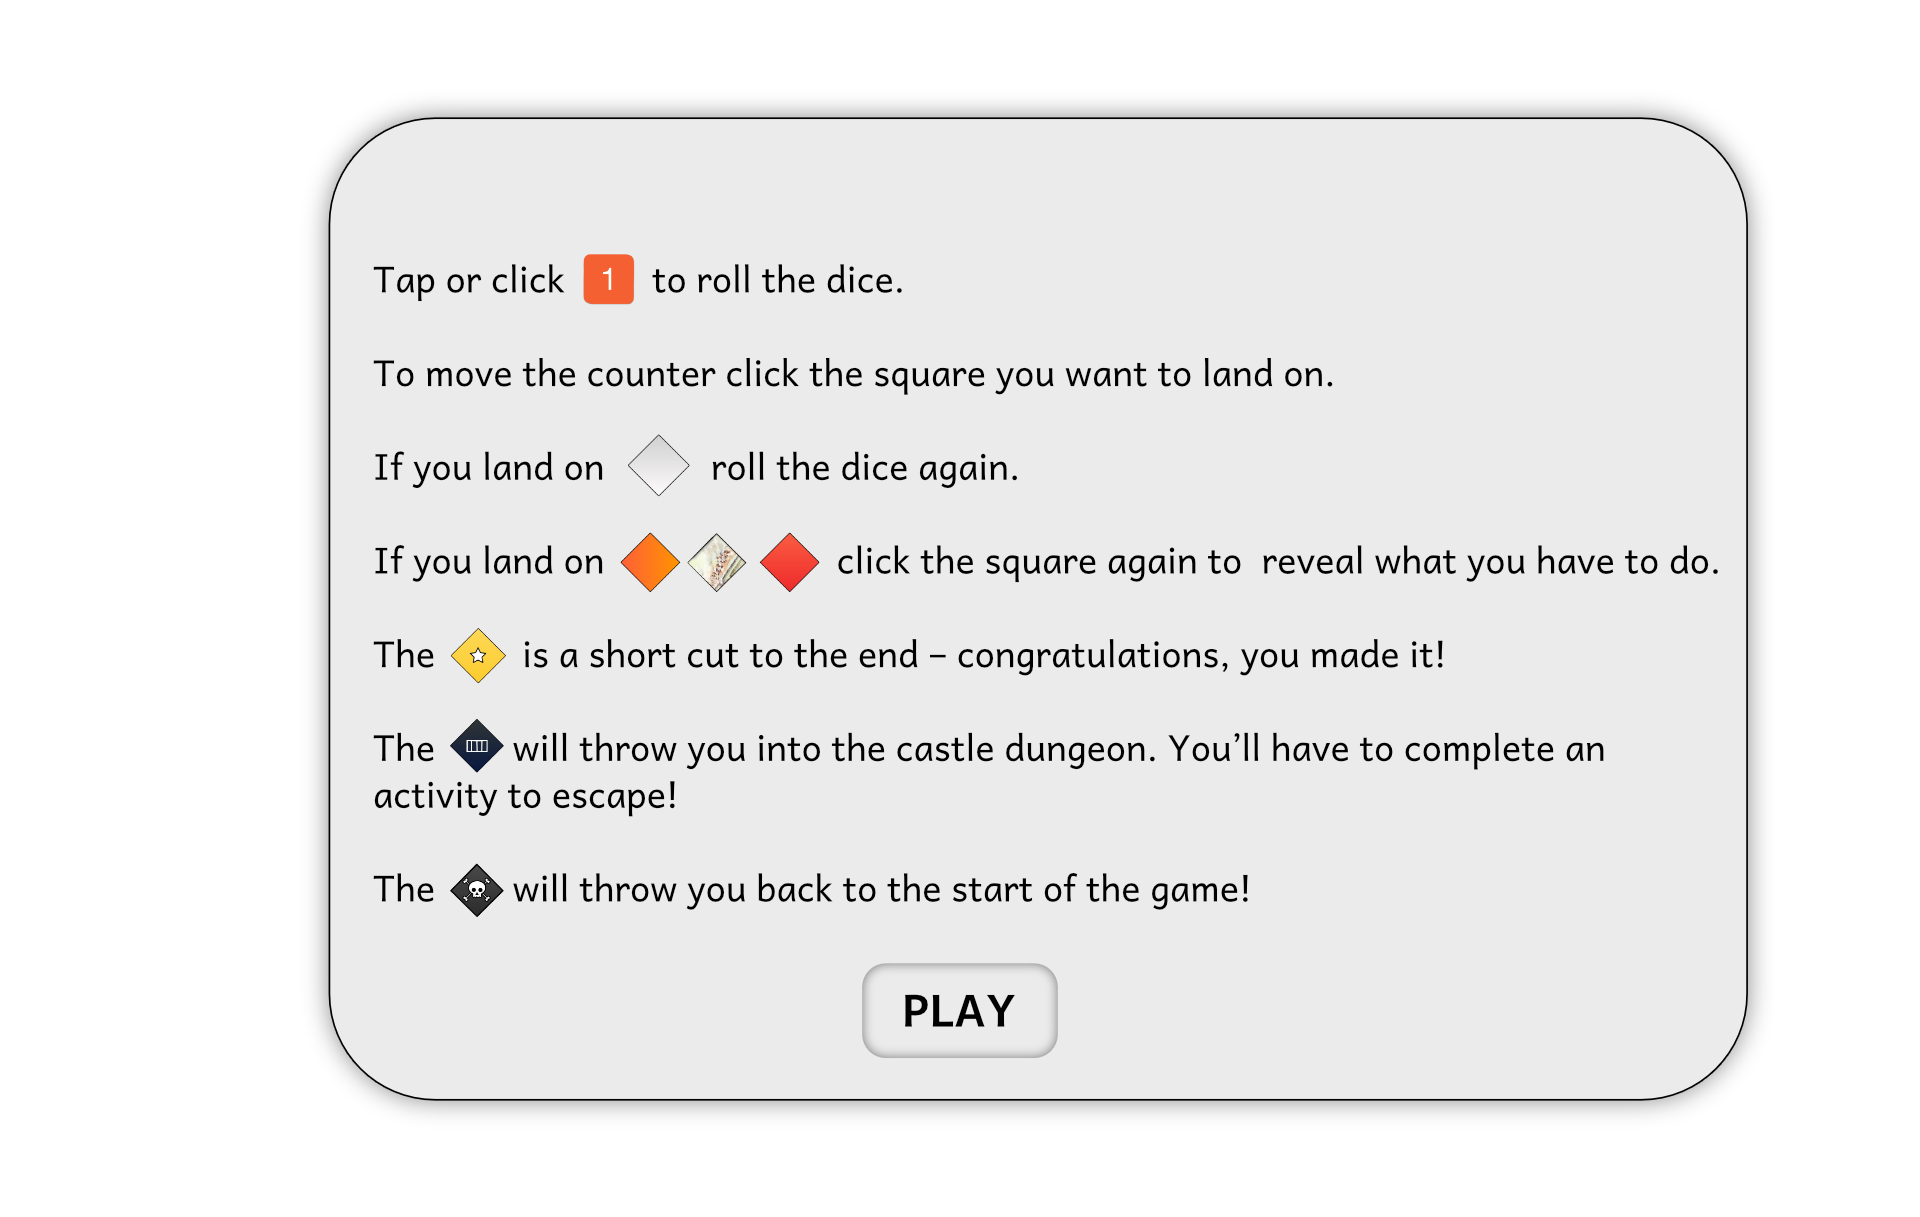 Tap or click 1 to roll the dice.
To move the counter click the square you want to land on.
If you land on roll the dice again.
If you land on click the square again to  reveal what you have to do.
The is a short cut to the end – congratulations, you made it!
The will throw you into the castle dungeon. You’ll have to complete an
activity to escape!
The will throw you back to the start of the game!
PLAY